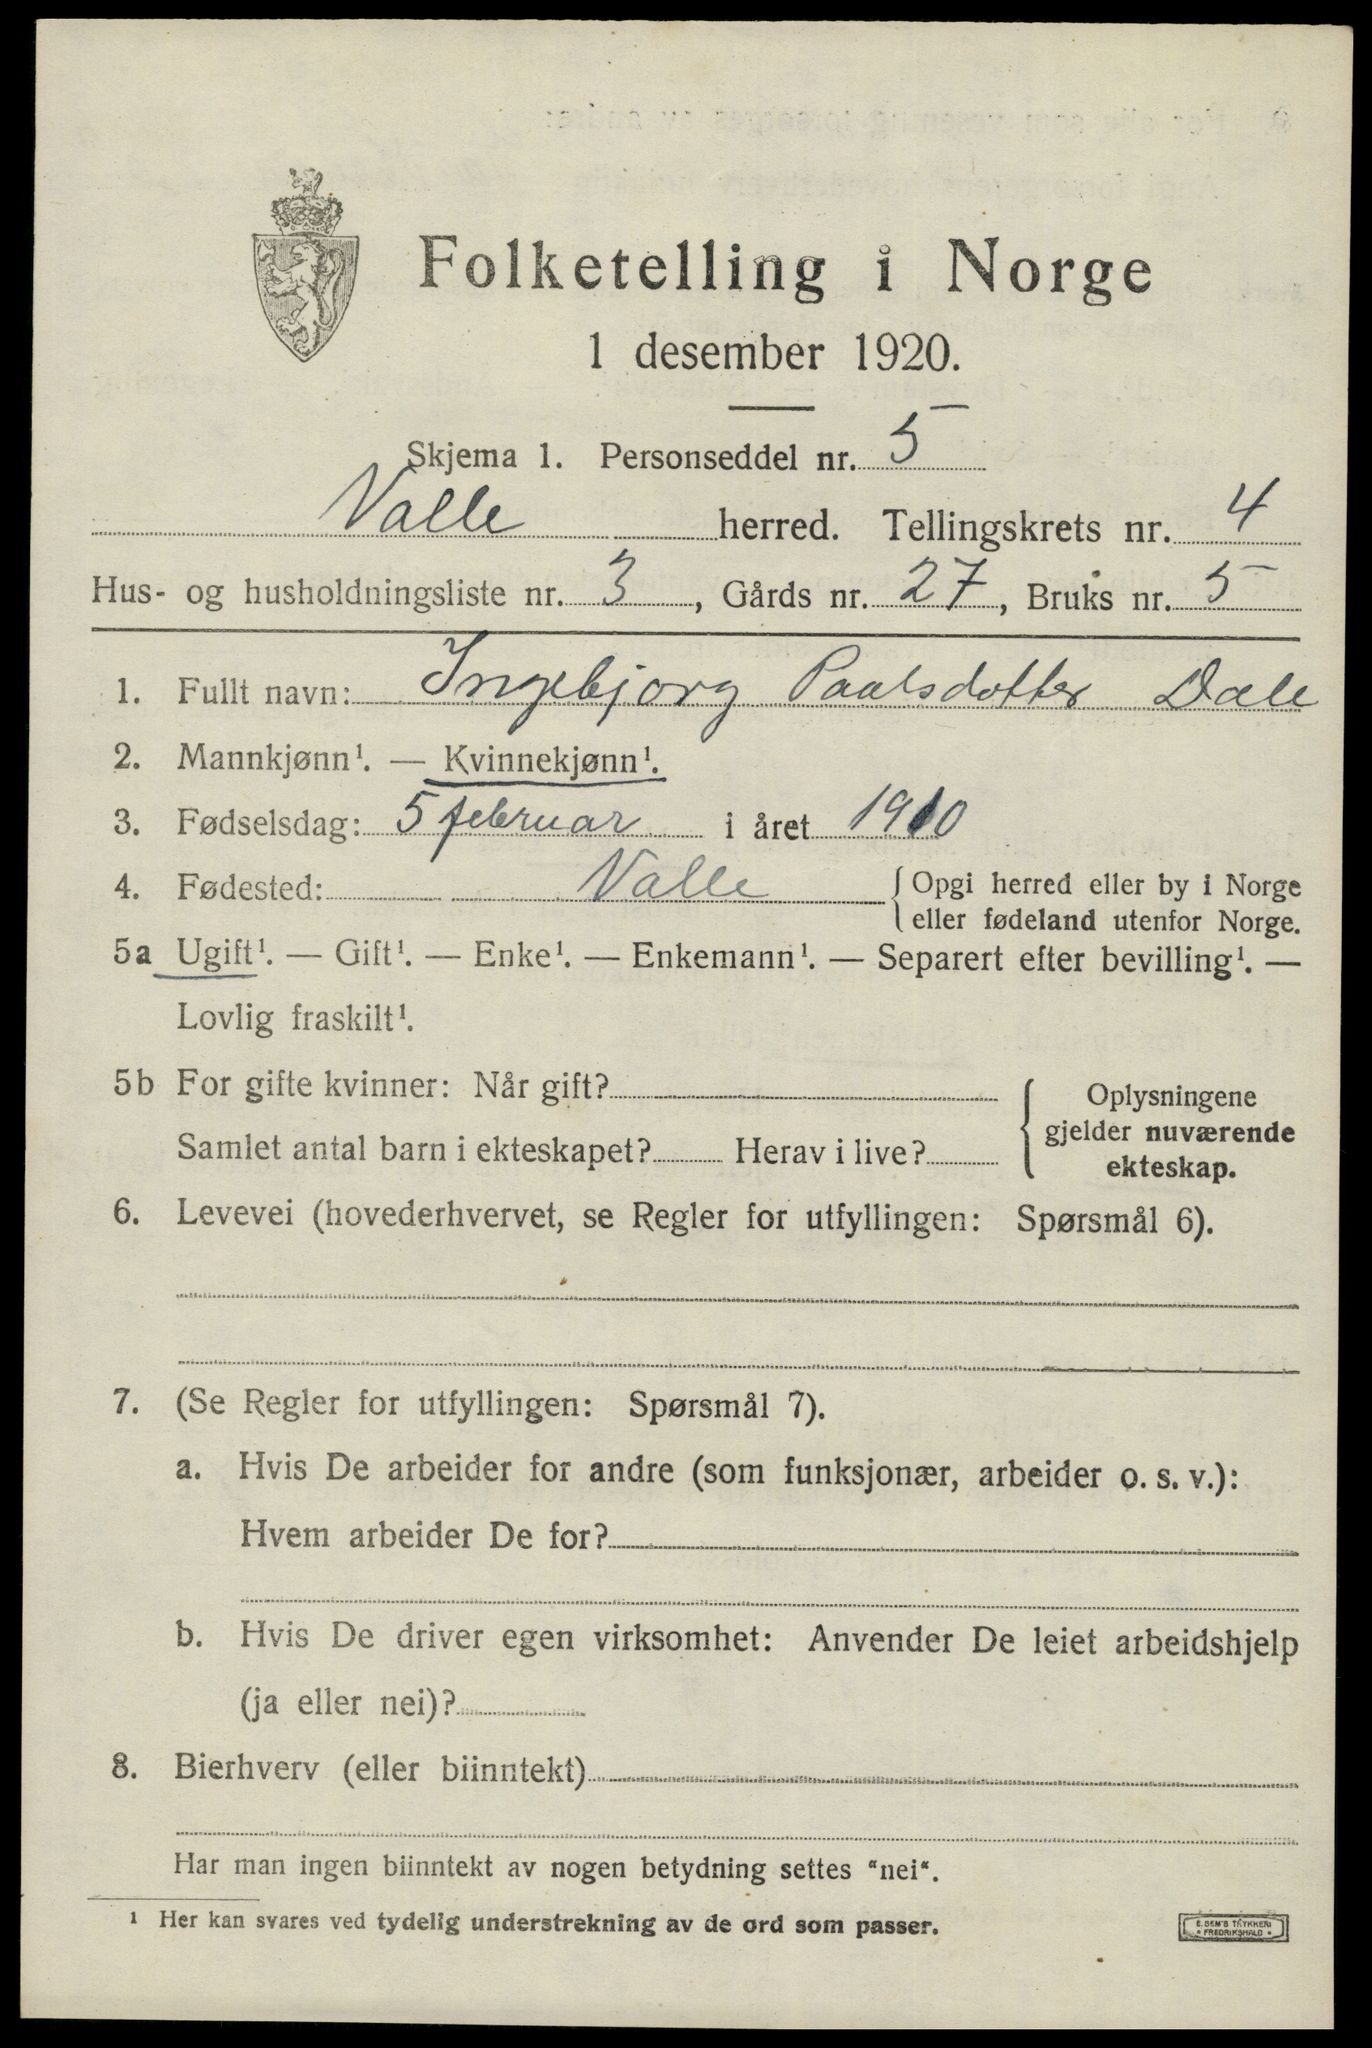 Folketelling i Norge
1 desember 1920.
Skjema 1. Personseddel nr. 5
Valle herred. Tellingskrets nr. 4
Hus- og husholdningsliste nr. 3, Gårds nr. 27, Bruks nr. 5
1. Fullt navn: Ingebjorg Paalsdotter Dale
2. Mannkjønn¹. — Kvinnekjønn¹.
3. Fødselsdag: 5 februar i året 1910
4. Fødested: Valle {Opgi herred eller by i Norge
eller fødeland utenfor Norge.
5a Ugift¹. — Gift¹. — Enke¹. — Enkemann¹. — Separert efter bevilling¹. —
Lovlig fraskilt¹.
5b For gifte kvinner: Når gift?
Samlet antal barn i ekteskapet? Herav i live?
Oplysningene
gjelder nuværende
ekteskap.
6. Levevei (hovederhvervet, se Regler for utfyllingen: Spørsmål 6).
7. (Se Regler for utfyllingen: Spørsmål 7).
a. Hvis De arbeider for andre (som funksjonær, arbeider o. s. v.):
Hvem arbeider De for?
b. Hvis De driver egen virksomhet: Anvender De leiet arbeidshjelp
(ja eller nei)?
8. Bierhverv (eller biinntekt)
Har man ingen biinntekt av nogen betydning settes "nei".
¹ Her kan svares ved tydelig understrekning av de ord som passer.
E. SEM'S TRYKKERI
FREDRIKSHALD